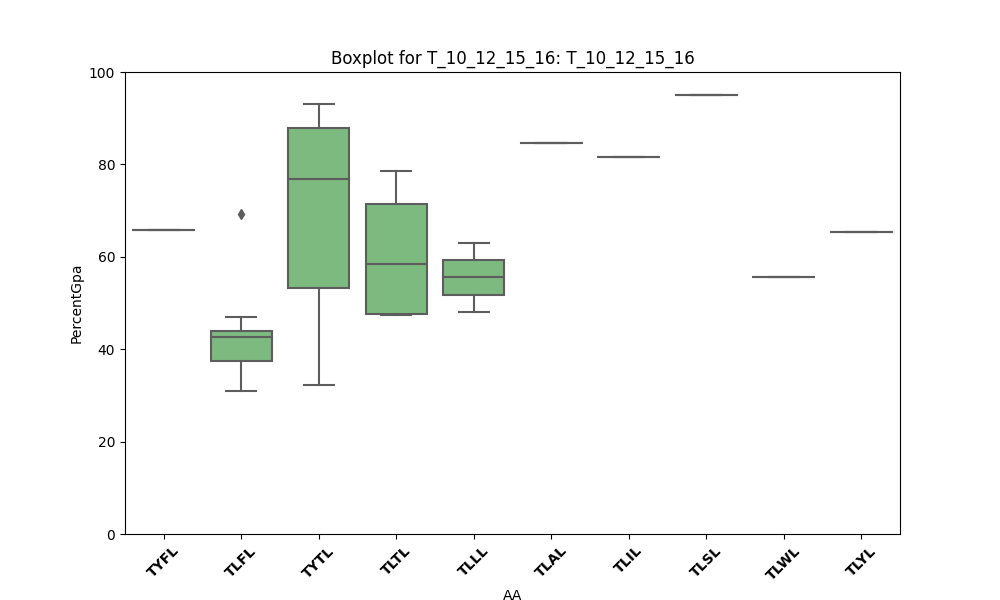 Boxplot for T_10_12_15_16: T_10_12_15_16
100
80
60
40
20
0
PercentGpa
TYFL
TLFL
TYTL
TLTL
TLLL
TLAL
TLIL
TLSL
TLWL
TLYL
AA